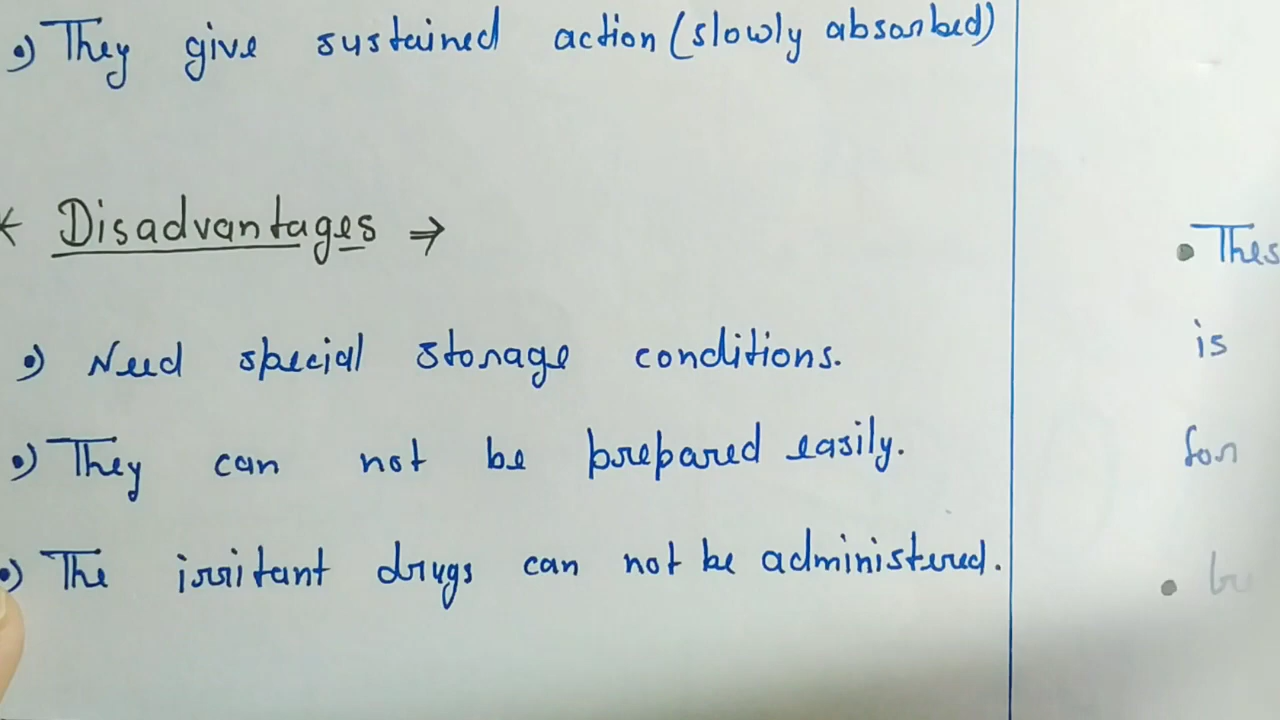 •) They give sustained action (slowly absorbed)
Disadvantages ⇒
•) Need special storage conditions.
•) They can not be prepared easily.
•) The irritant drugs can not be administered.
• Thes
is
for
•